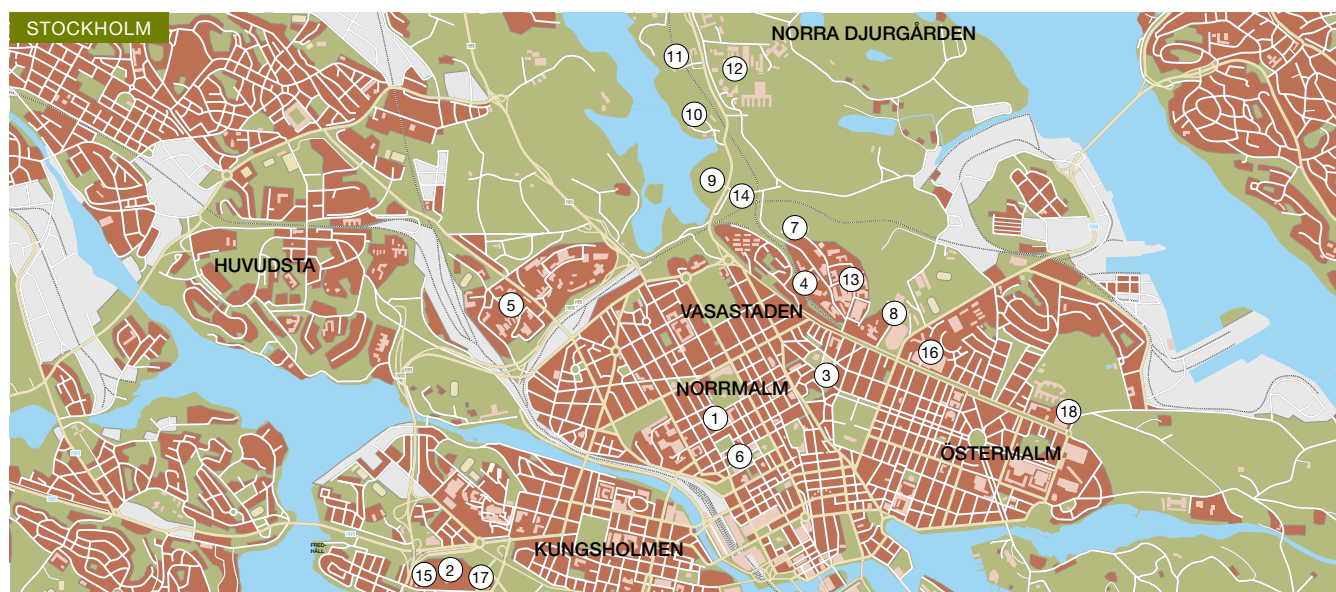 STOCKHOLM
NORRA DJURGÅRDEN
11
12
10
9
14
7
HUVUDSTA
13
4
5
VASASTADEN
8
16
3
NORRMALM
1
18
6
ÖSTERMALM
KUNGSHOLMEN
FRED-
HÄLL
15
2
17